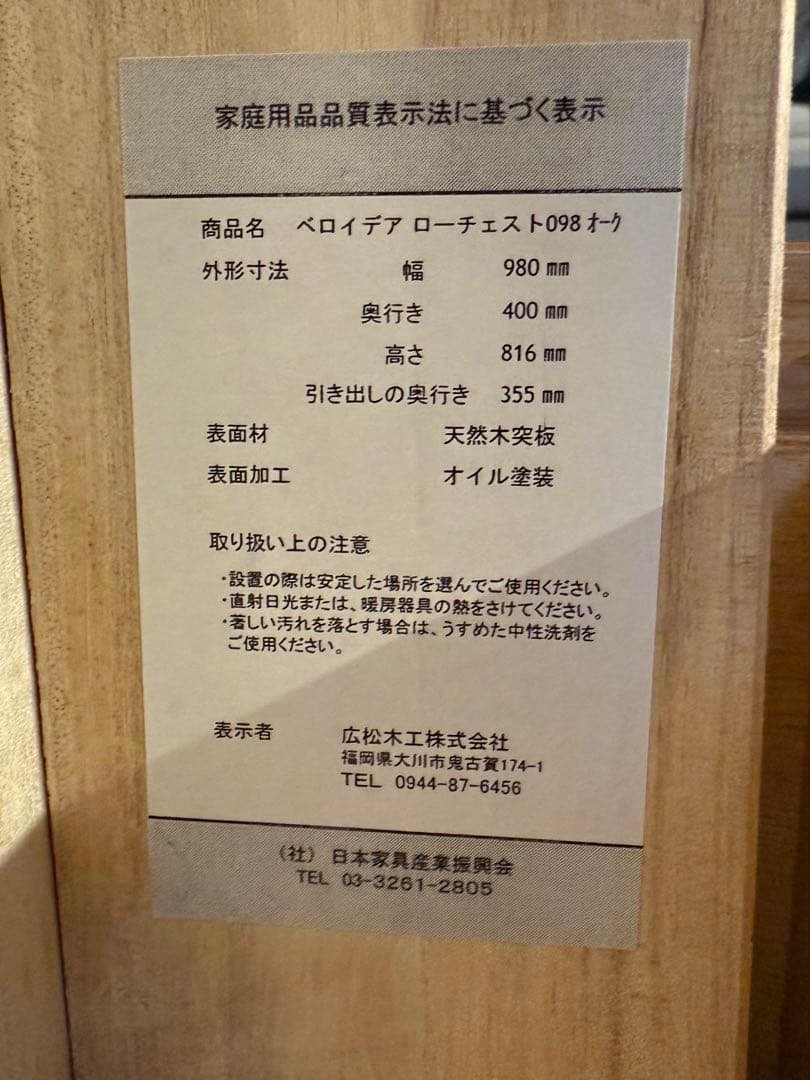 家庭用品品質表示法に基づく表示
商品名 ベロイデア ローチェスト098 ｵｰｸ
外形寸法 幅 980 ㎜
奥行き 400 ㎜
高さ 816 ㎜
引き出しの奥行き 355 ㎜
表面材 天然木突板
表面加工 オイル塗装
取り扱い上の注意
・設置の際は安定した場所を選んでご使用ください。
・直射日光または、暖房器具の熱をさけてください。
・著しい汚れを落とす場合は、うすめた中性洗剤を
ご使用ください。
表示者 広松木工株式会社
福岡県大川市鬼古賀174-1
TEL 0944-87-6456
（社）日本家具産業振興会
TEL 03-3261-2805